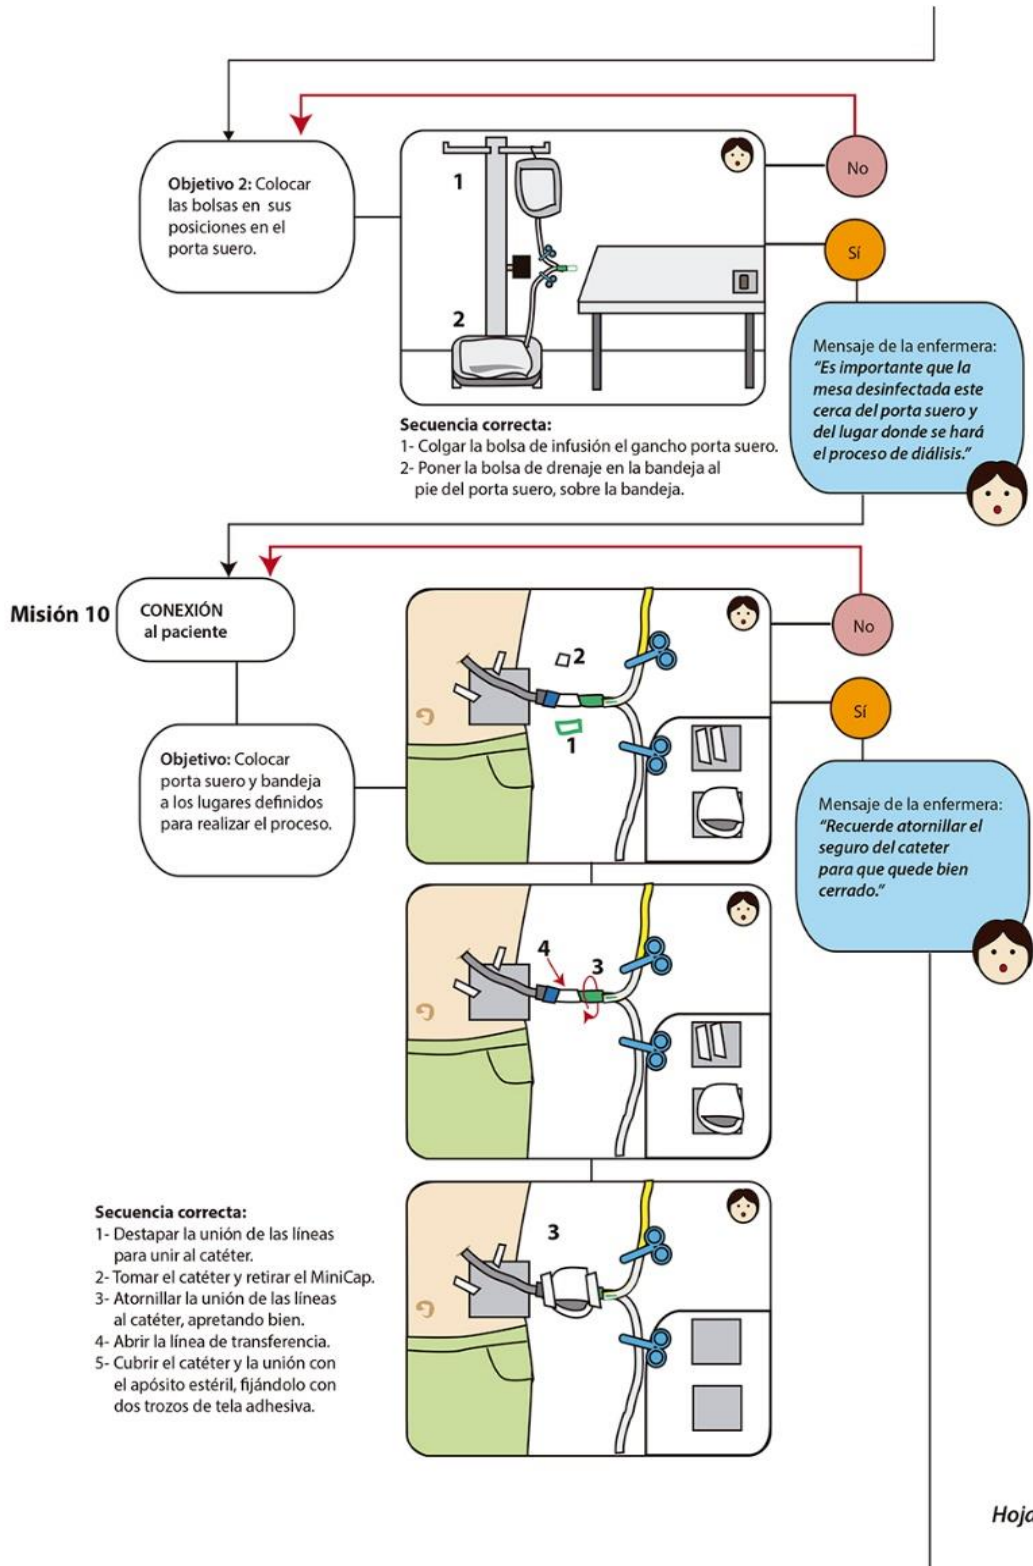 Objetivo 2: Colocar
las bolsas en sus
posiciones en el
porta suero.
1
2
No
Sí
Mensaje de la enfermera:
"Es importante que la
mesa desinfectada este
cerca del porta suero y
del lugar donde se hará
el proceso de diálisis."
Secuencia correcta:
1- Colgar la bolsa de infusión el gancho porta suero.
2- Poner la bolsa de drenaje en la bandeja al
pie del porta suero, sobre la bandeja.
Misión 10
CONEXIÓN
al paciente
Objetivo: Colocar
porta suero y bandeja
a los lugares definidos
para realizar el proceso.
2
1
No
Sí
Mensaje de la enfermera:
"Recuerde atornillar el
seguro del cateter
para que quede bien
cerrado."
4
3
3
Secuencia correcta:
1- Destapar la unión de las líneas
para unir al catéter.
2- Tomar el catéter y retirar el MiniCap.
3- Atornillar la unión de las líneas
al catéter, apretando bien.
4- Abrir la línea de transferencia.
5- Cubrir el catéter y la unión con
el apósito estéril, fijándolo con
dos trozos de tela adhesiva.